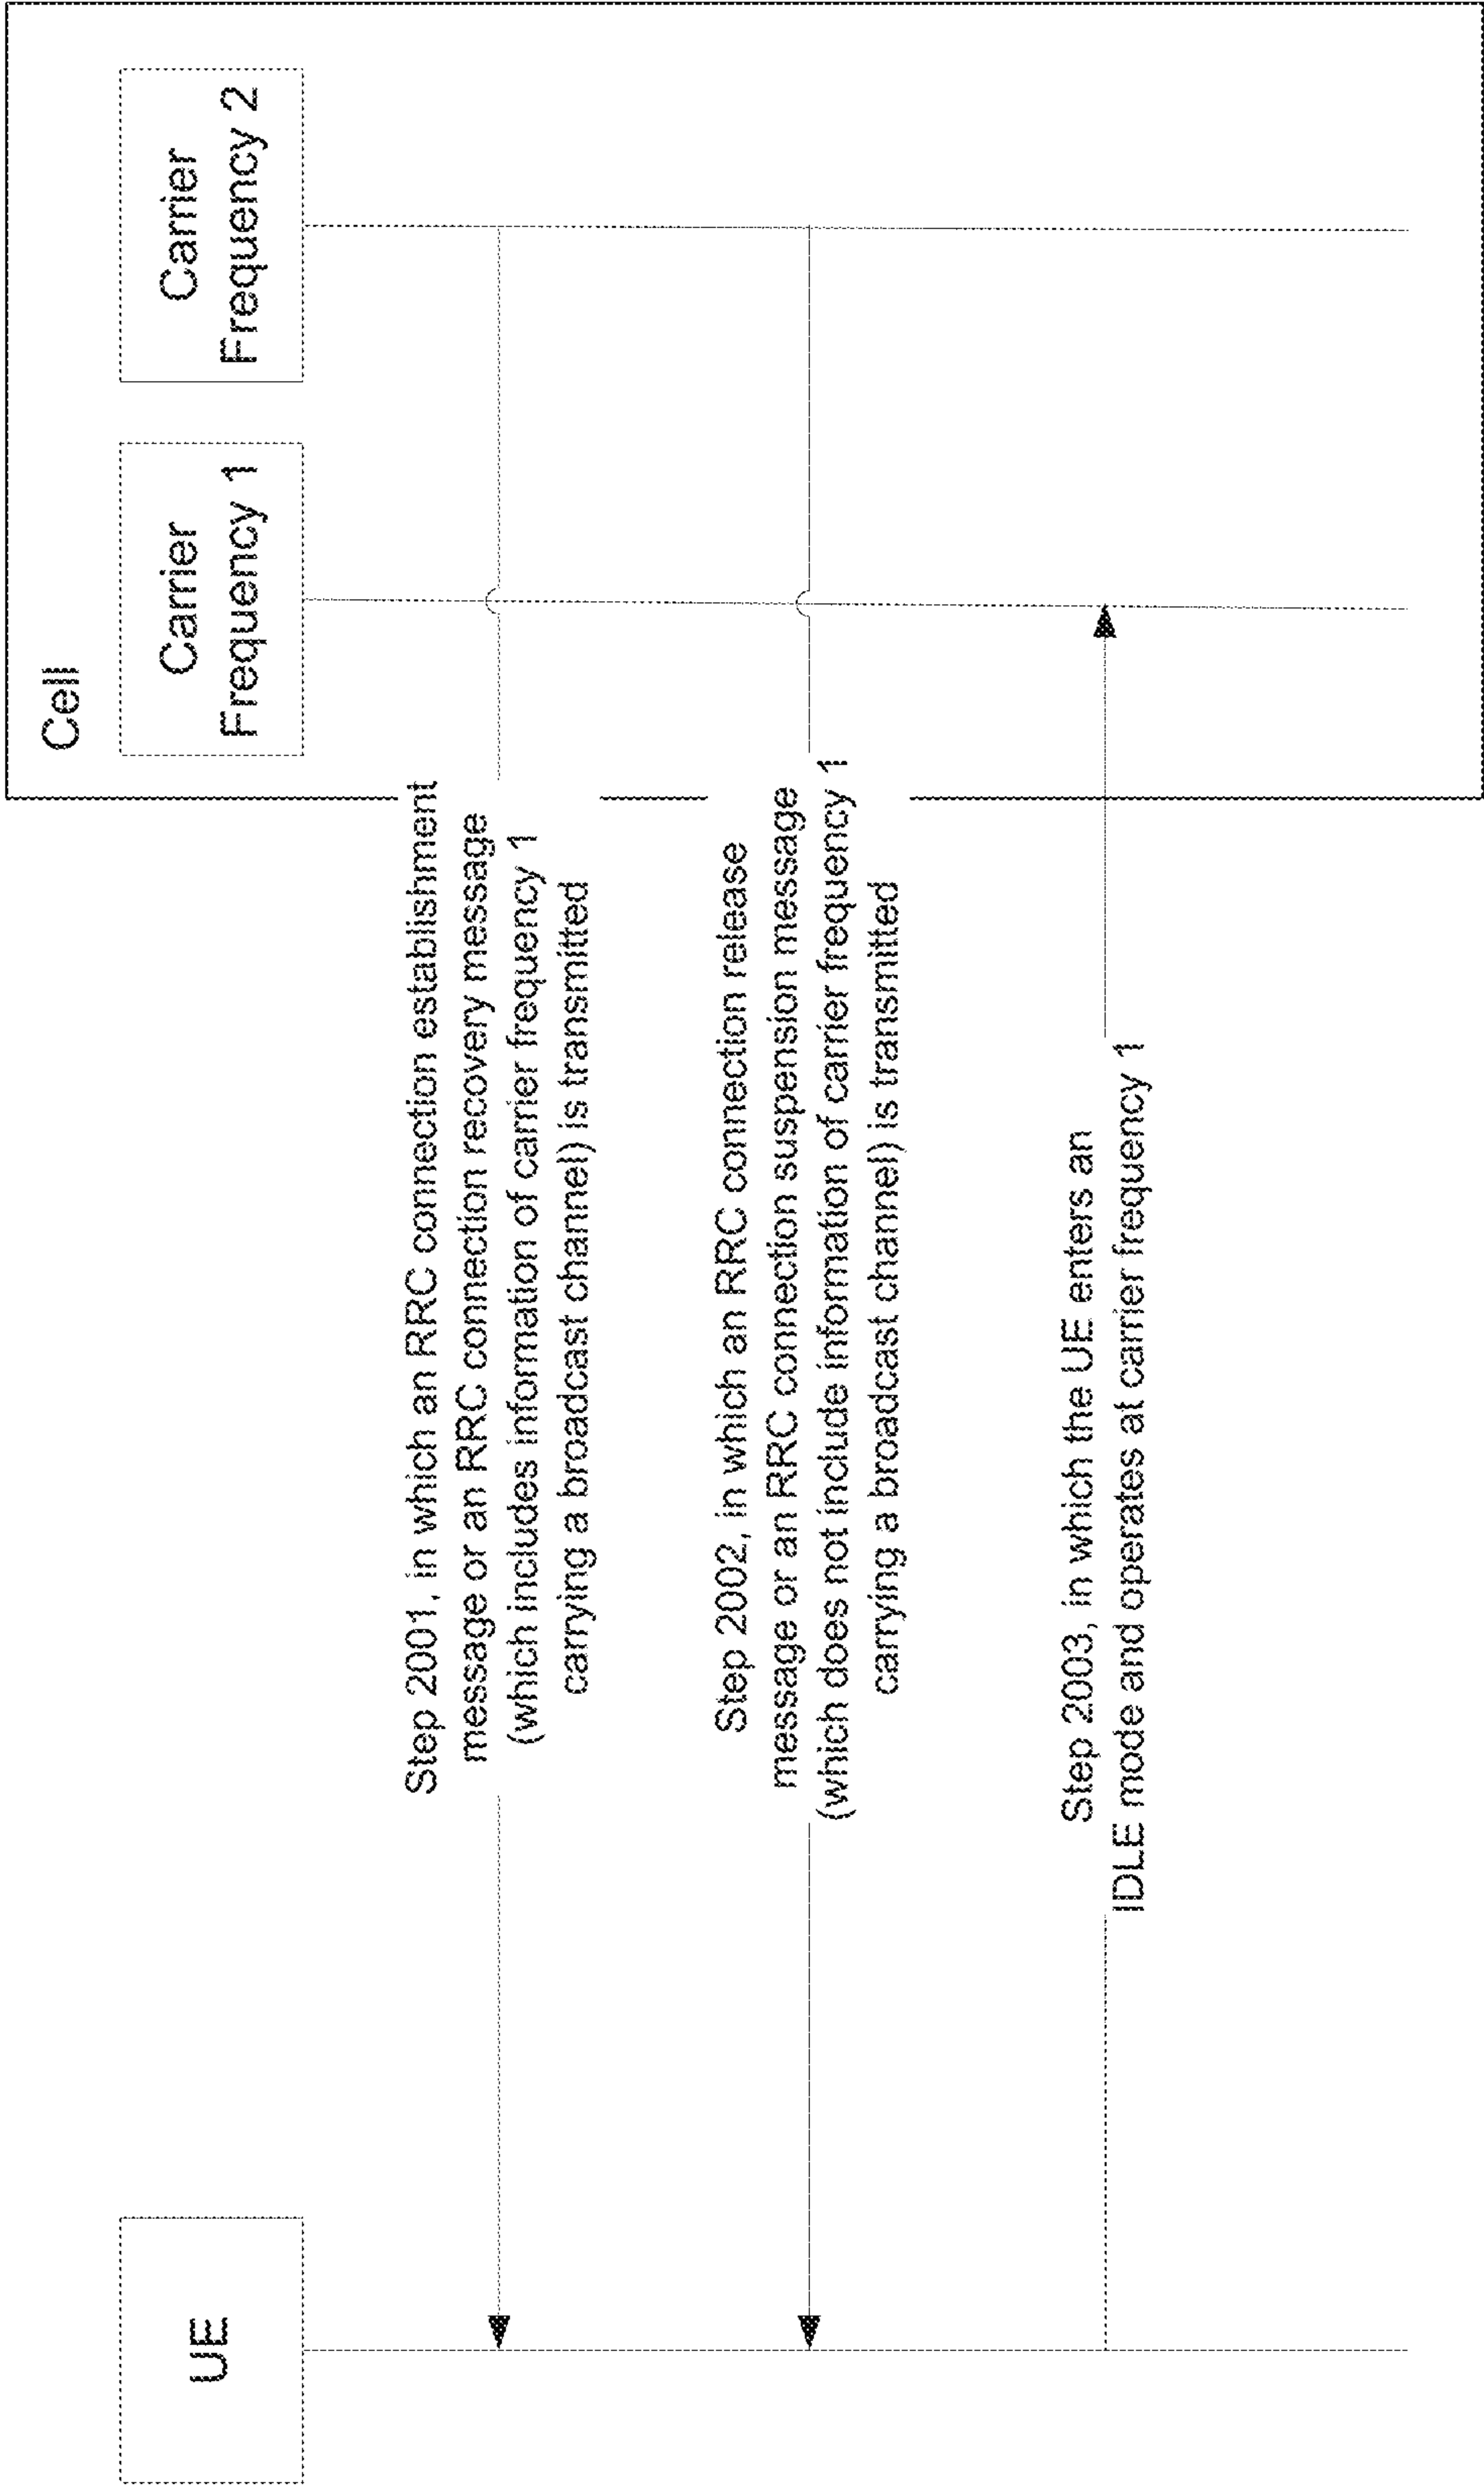 Cell
UE
Carrier
Frequency 1
Carrier
Frequency 2
Step 2001, in which an RRC connection establishment
message or an RRC connection recovery message
(which includes information of carrier frequency 1
carrying a broadcast channel) is transmitted
Step 2002, in which an RRC connection release
message or an RRC connection suspension message
(which does not include information of carrier frequency 1
carrying a broadcast channel) is transmitted
Step 2003, in which the UE enters an
IDLE mode and operates at carrier frequency 1